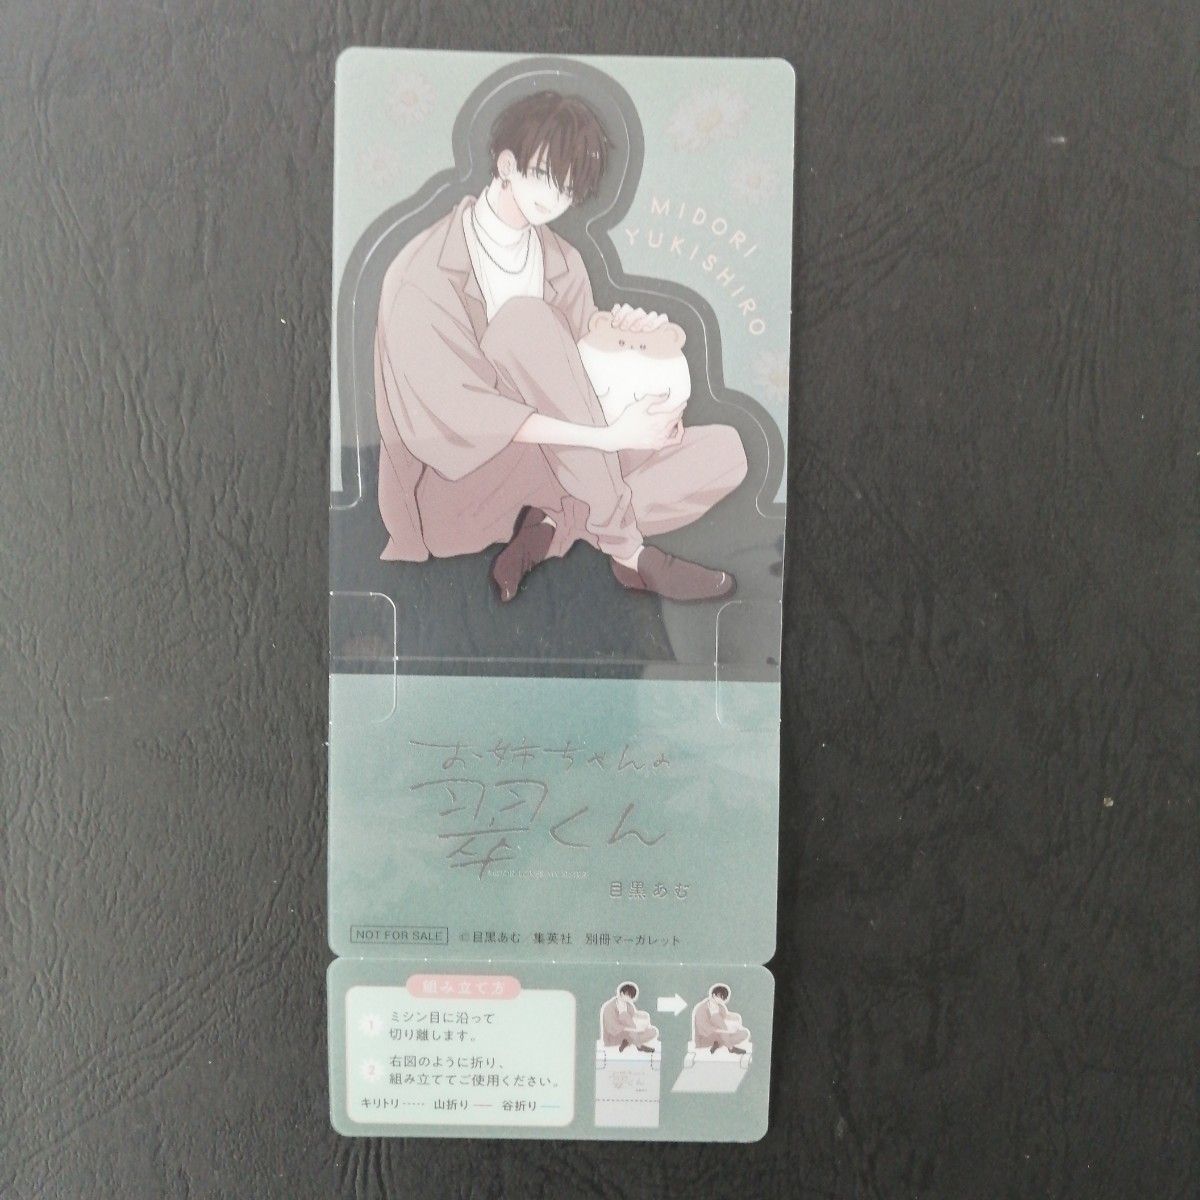 MIDORI
YUKISHIRO
お姉ちゃんの
翠くん
目黒あむ
NOT FOR SALE ©目黒あむ／集英社 別冊マーガレット
組み立て方
1 ミシン目に沿って
切り離します。
2 右図のように折り、
組み立ててご使用ください。
キリトリ 山折り 谷折り